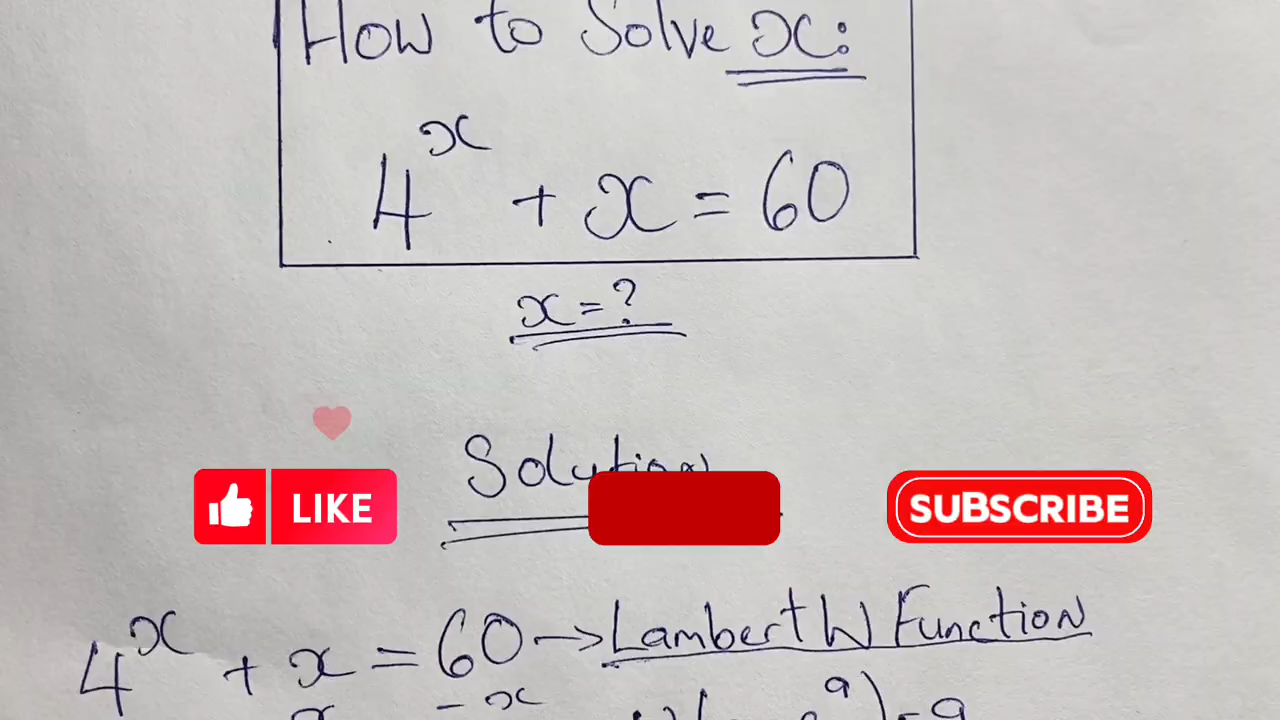 How to Solve x:
4^x + x = 60
x = ?
Solution
LIKE
SUBSCRIBE
4^x + x = 60 → Lambert W Function